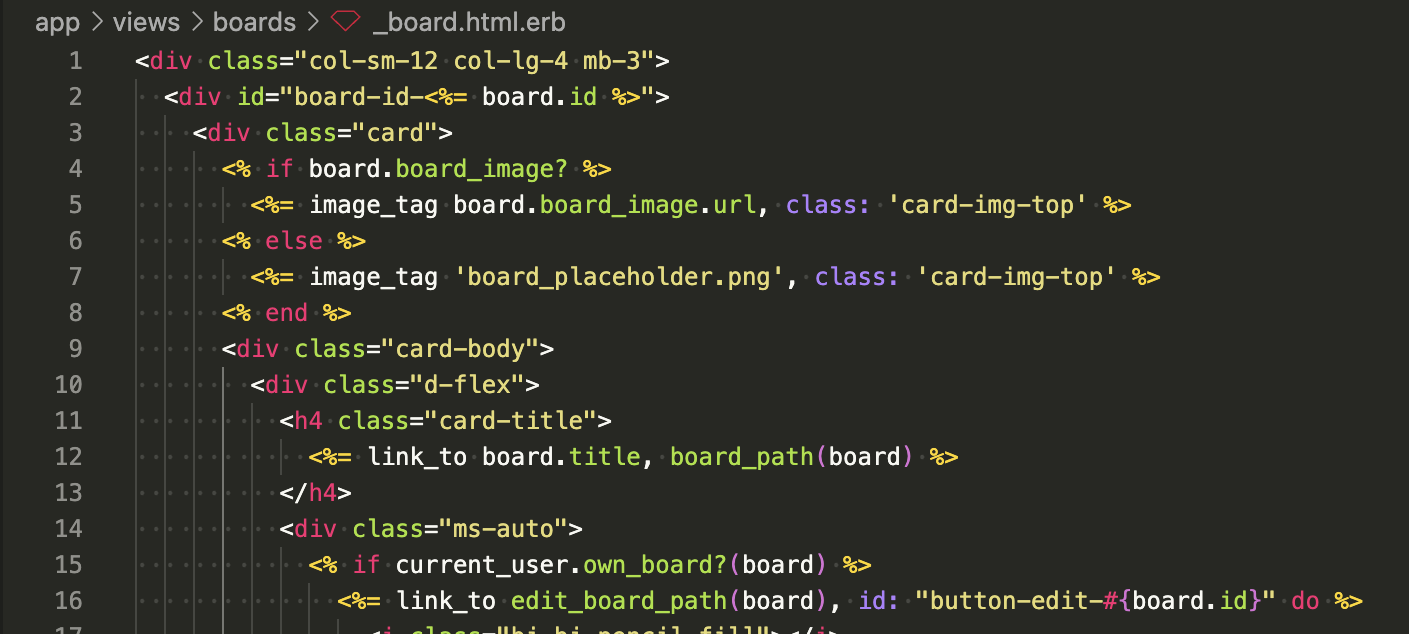 app > views > boards > _board.html.erb
1 <div class="col-sm-12 col-lg-4 mb-3">
2 <div id="board-id-<%= board.id %>">
3 <div class="card">
4 <% if board.board_image? %>
5 <%= image_tag board.board_image.url, class: 'card-img-top' %>
6 <% else %>
7 <%= image_tag 'board_placeholder.png', class: 'card-img-top' %>
8 <% end %>
9 <div class="card-body">
10 <div class="d-flex">
11 <h4 class="card-title">
12 <%= link_to board.title, board_path(board) %>
13 </h4>
14 <div class="ms-auto">
15 <% if current_user.own_board?(board) %>
16 <%= link_to edit_board_path(board), id: "button-edit-#{board.id}" do %>
17 <i class="bi bi-pencil-fill"></i>